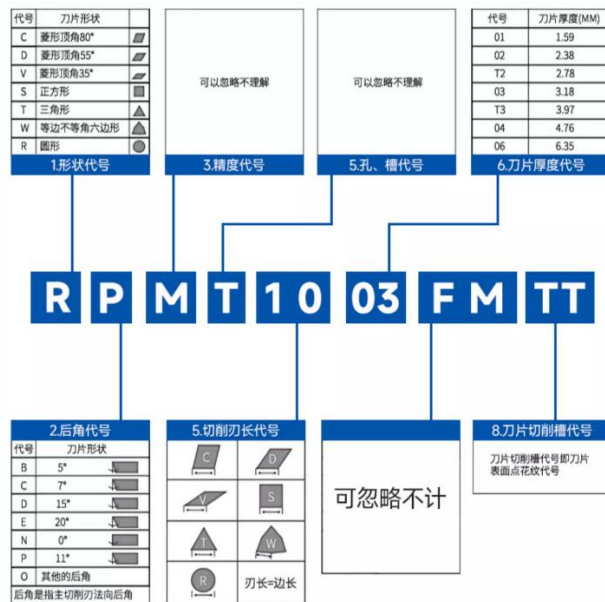 代号 刀片形状
C 菱形顶角80°
D 菱形顶角55°
V 菱形顶角35°
S 正方形
T 三角形
W 等边不等角六边形
R 圆形
1.形状代号
可以忽略不理解
3.精度代号
可以忽略不理解
5.孔、槽代号
代号 刀片厚度(MM)
01 1.59
02 2.38
T2 2.78
03 3.18
T3 3.97
04 4.76
06 6.35
6.刀片厚度代号
R P M T 1 0 03 F M TT
2.后角代号
代号 刀片形状
B 5°
C 7°
D 15°
E 20°
N 0°
P 11°
O 其他的后角
后角是指主切削刃法向后角
5.切削刃长代号
C D
V S
T W
R 刃长=边长
可忽略不计
8.刀片切削槽代号
刀片切削槽代号即刀片
表面点花纹代号